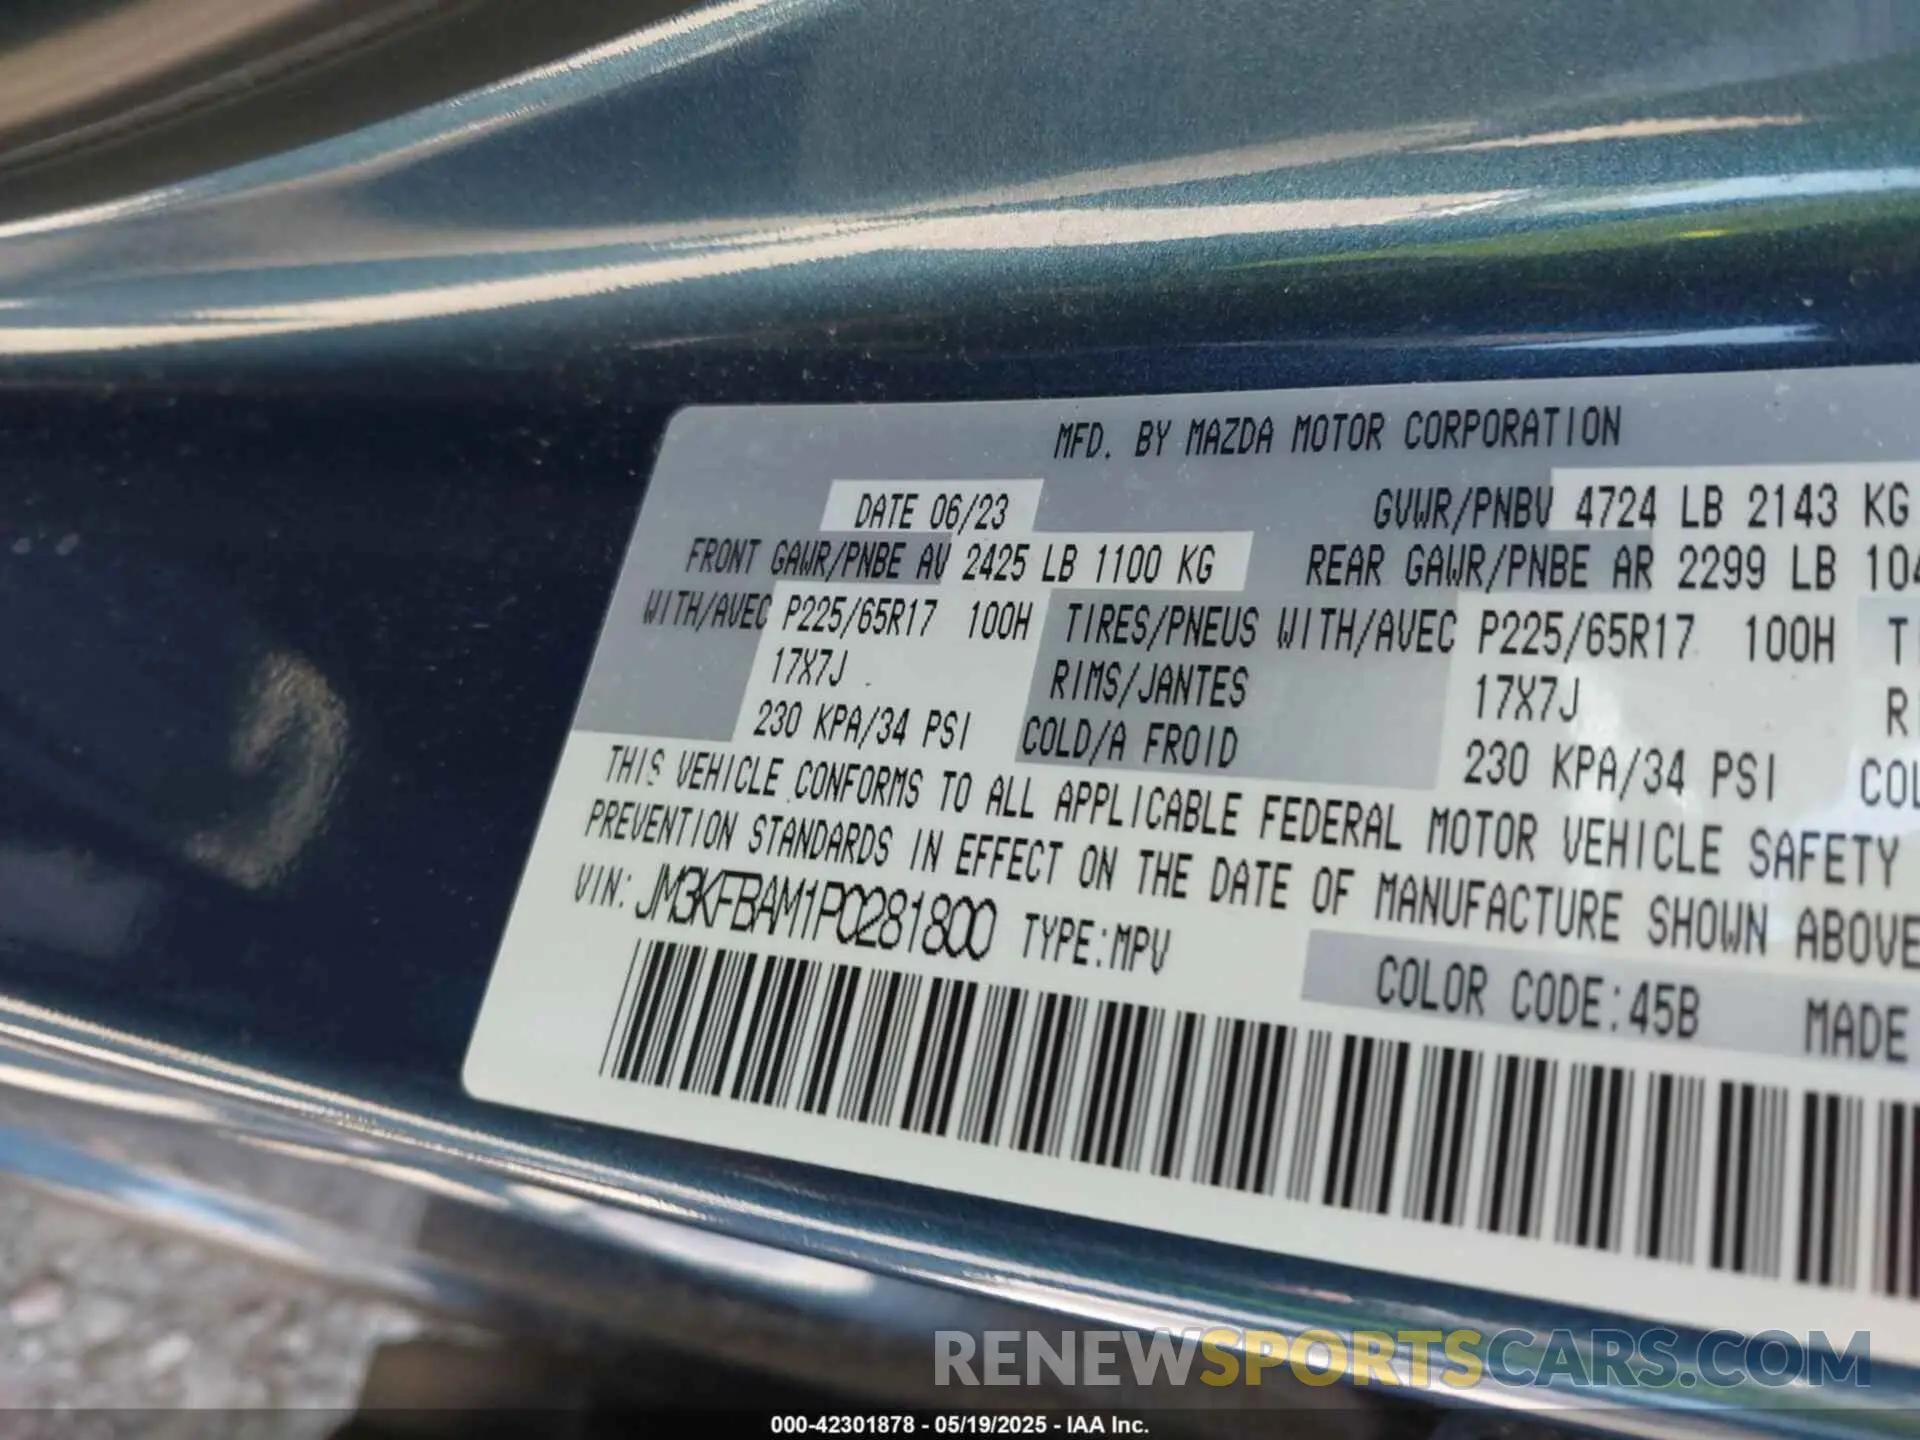 MFD. BY MAZDA MOTOR CORPORATION
DATE 06/23 GVWR/PNBV 4724 LB 2143 KG
FRONT GAWR/PNBE AV 2425 LB 1100 KG REAR GAWR/PNBE AR 2299 LB
WITH/AVEC P225/65R17 100H TIRES/PNEUS WITH/AVEC P225/65R17 100H
17X7J RIMS/JANTES 17X7J
230 KPA/34 PSI COLD/A FROID 230 KPA/34 PSI
THIS VEHICLE CONFORMS TO ALL APPLICABLE FEDERAL MOTOR VEHICLE SAFETY
PREVENTION STANDARDS IN EFFECT ON THE DATE OF MANUFACTURE SHOWN ABOVE
VIN: JM3KFBAM1P0281800 TYPE:MPV
COLOR CODE:45B MADE
RENEWSPORTSCARS.COM
000-42301878 - 05/19/2025 - IAA Inc.